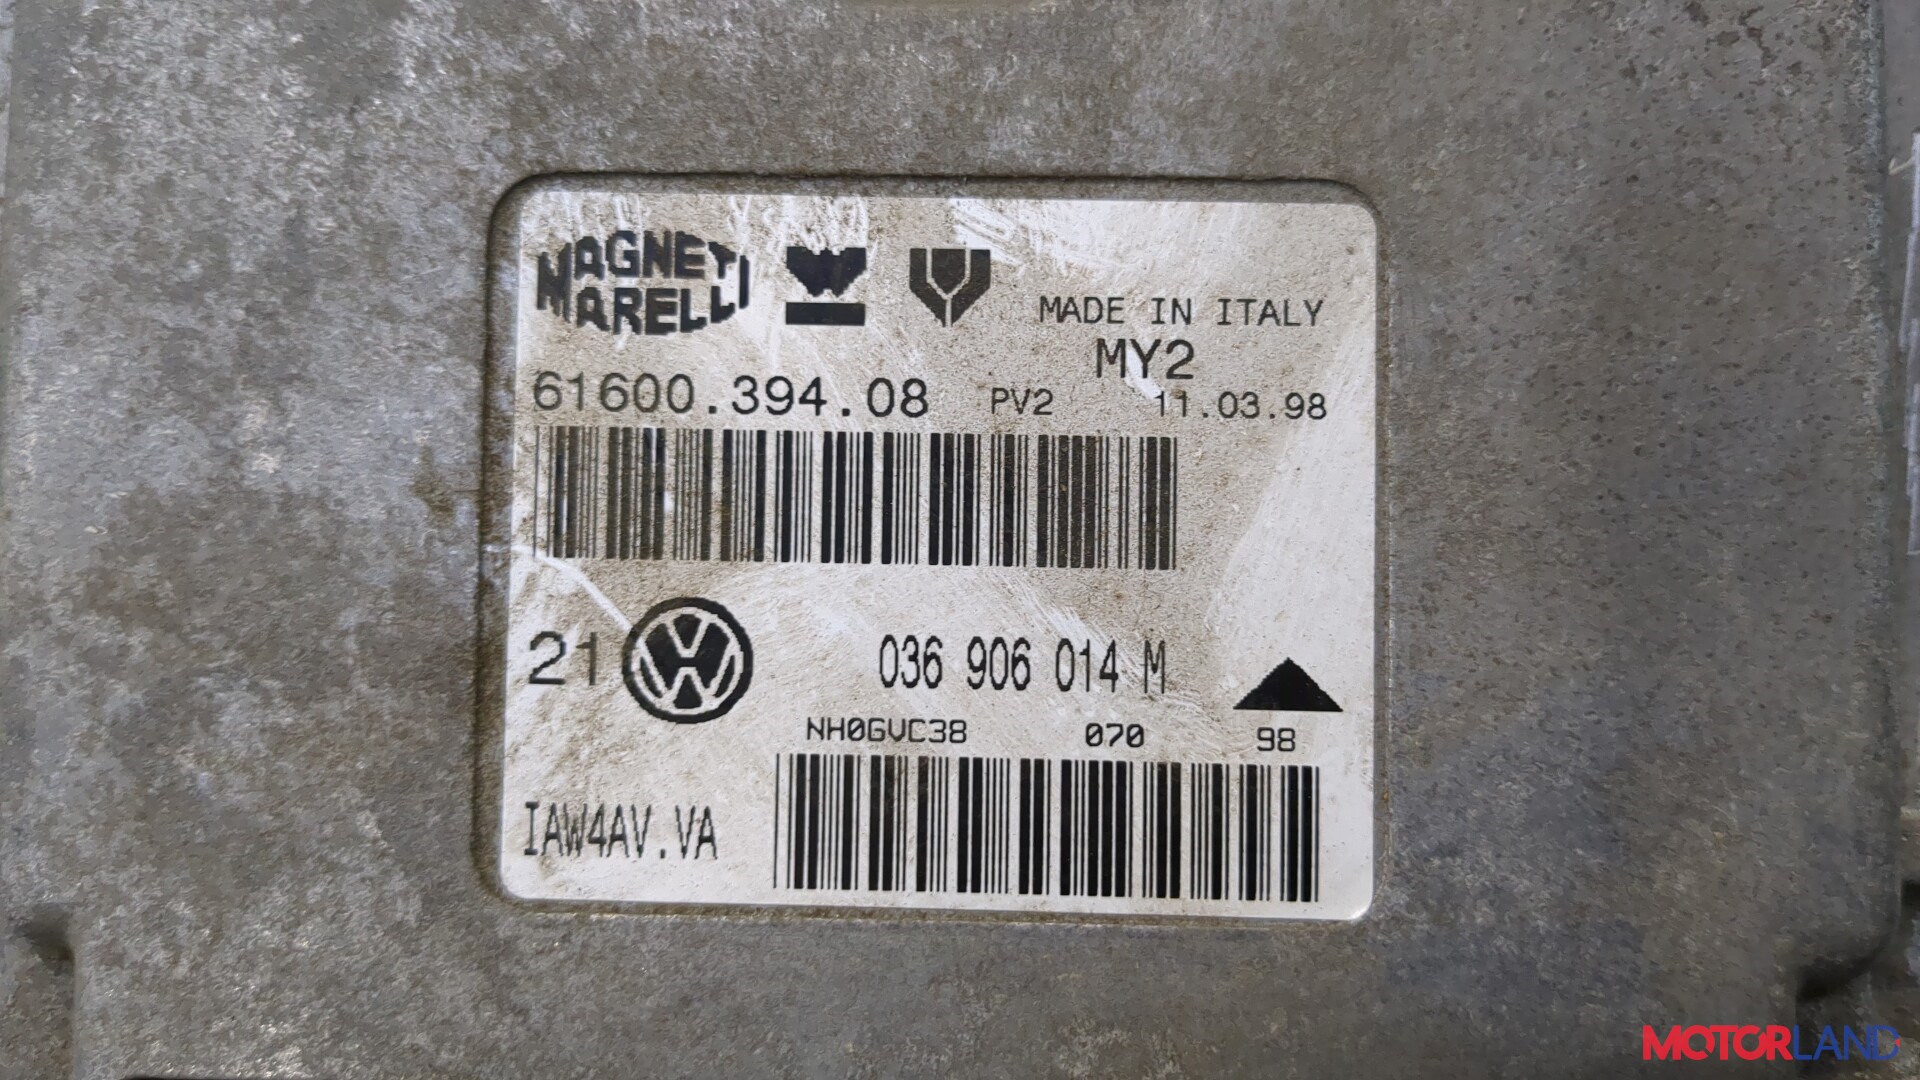 MAGNETI
MARELLI
MADE IN ITALY
MY2
61600.394.08 PV2 11.03.98
21 036 906 014 M
NH0GVC38 070 98
IAW4AV.VA
MOTORLAND